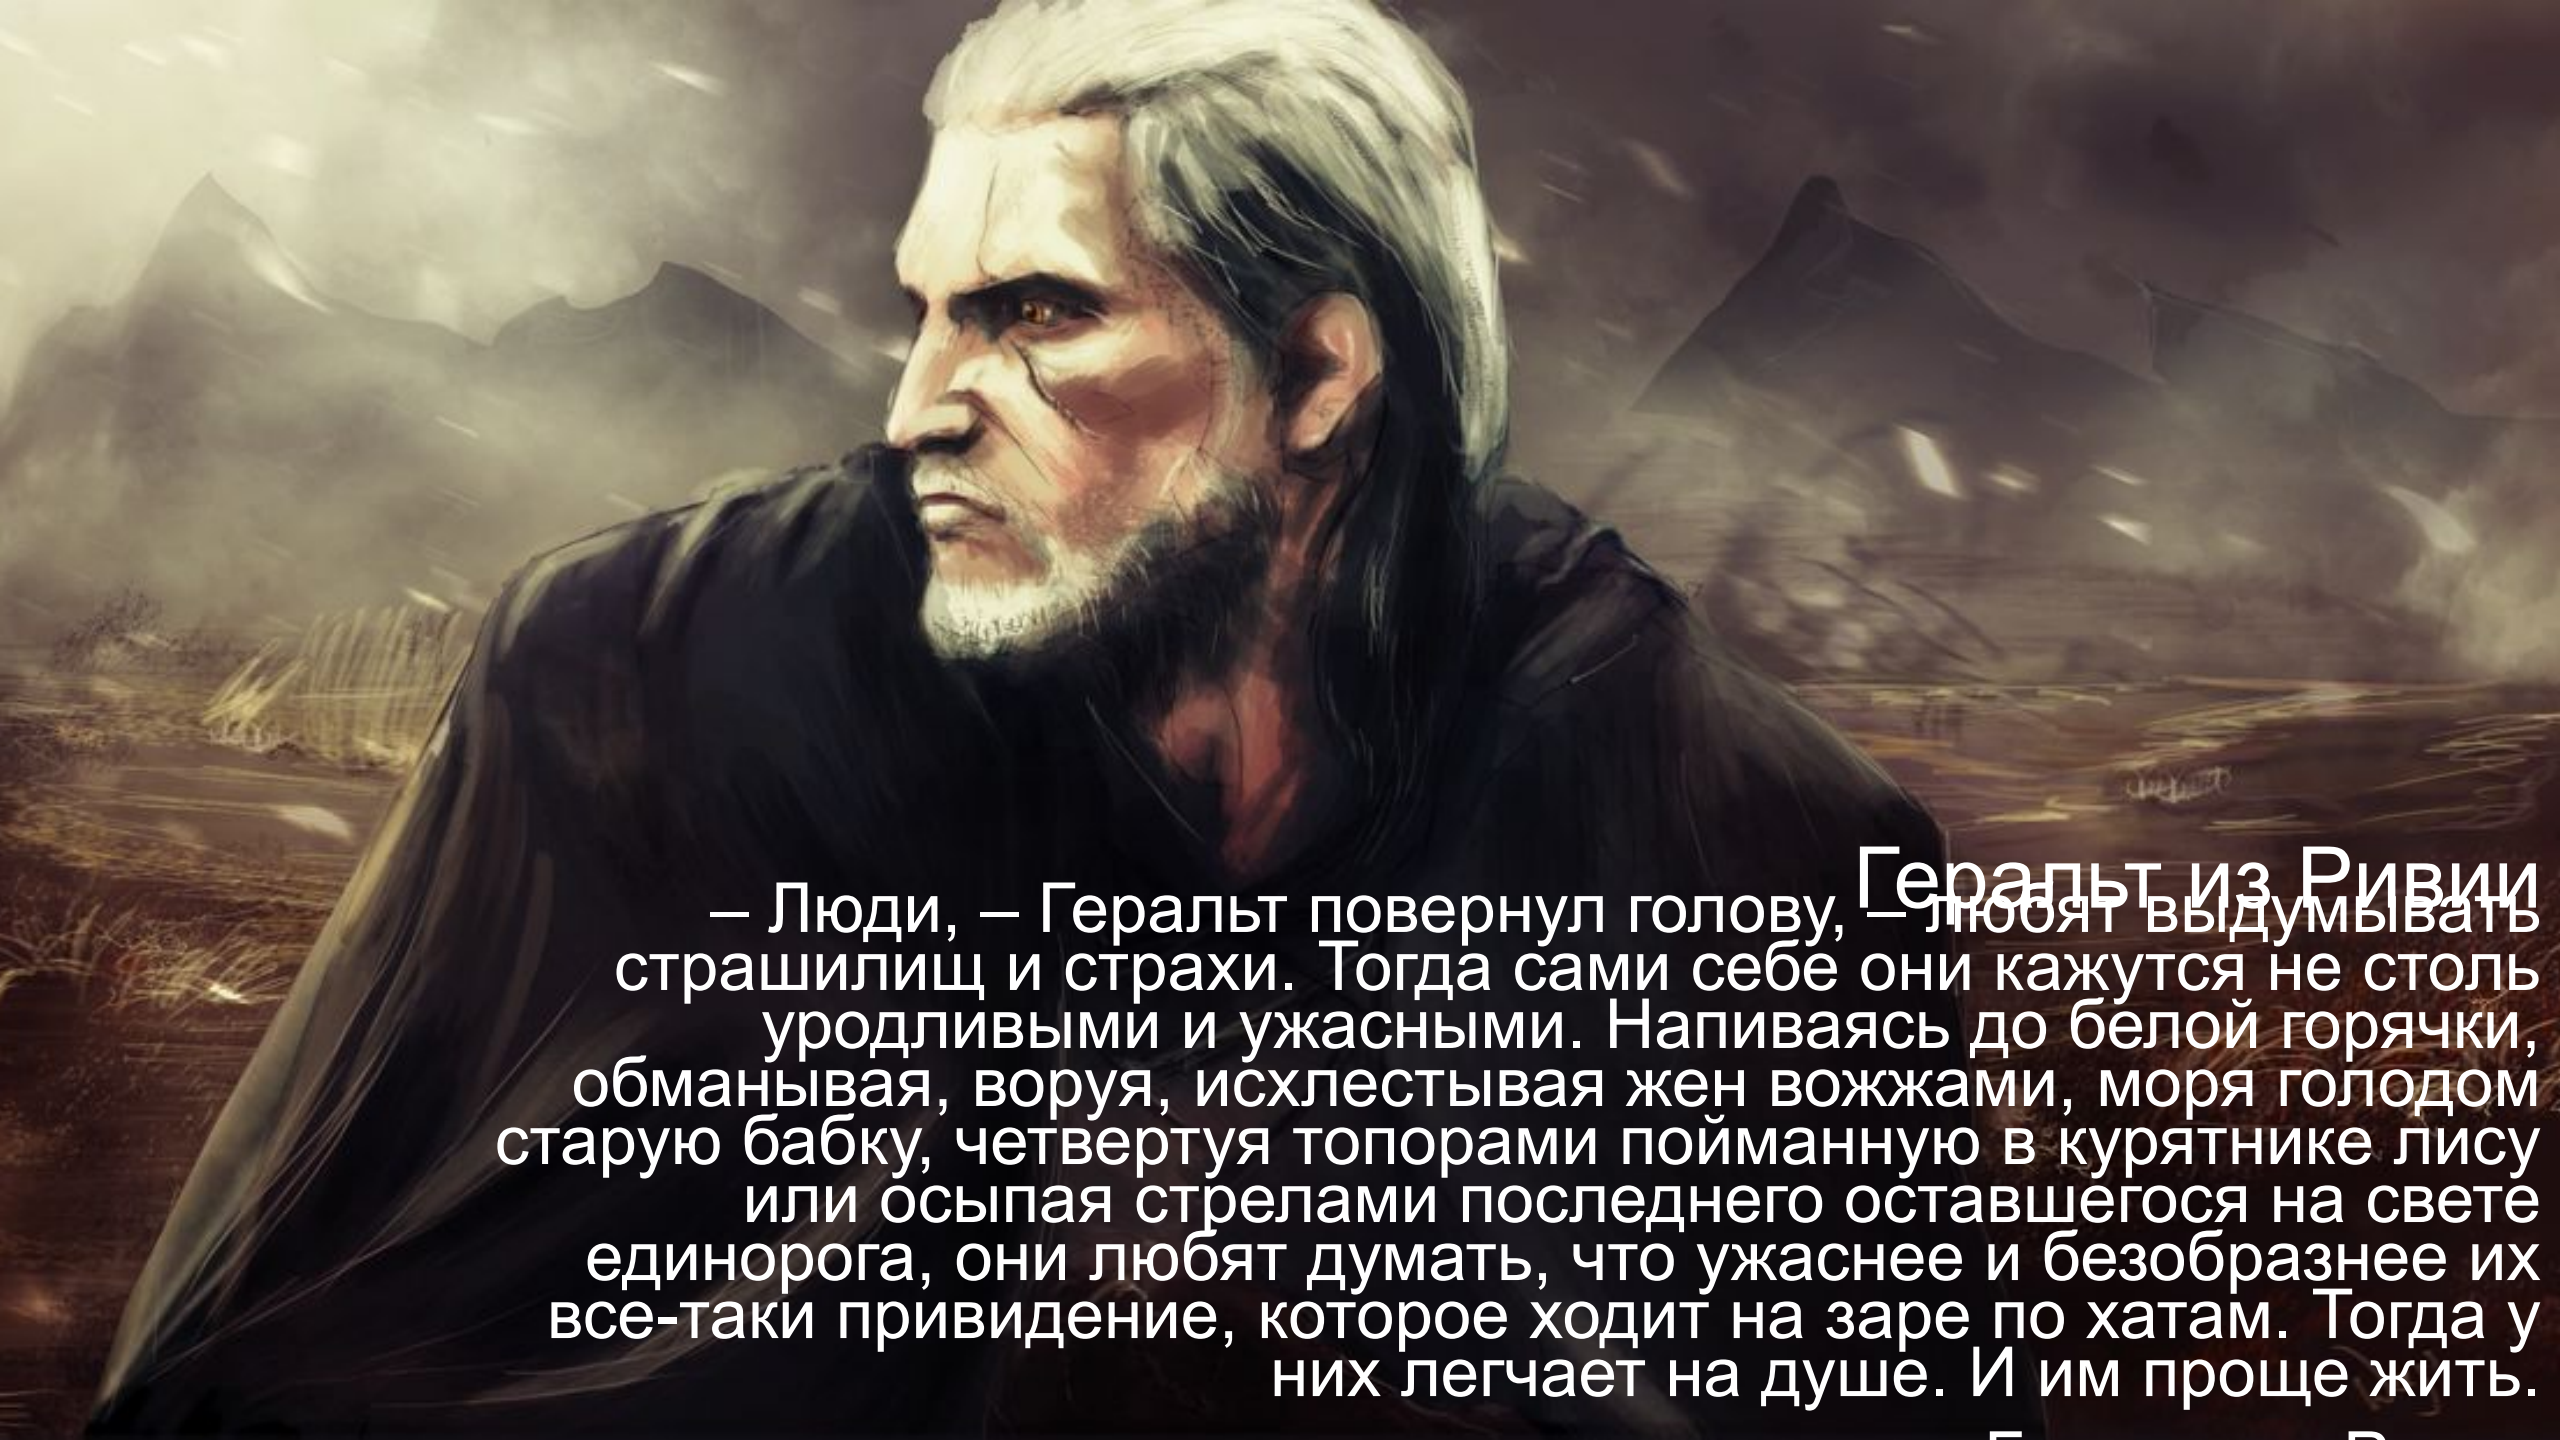 Геральт из Ривии
– Люди, – Геральт повернул голову, – любят выдумывать
страшилищ и страхи. Тогда сами себе они кажутся не столь
уродливыми и ужасными. Напиваясь до белой горячки,
обманывая, воруя, исхлестывая жен вожжами, моря голодом
старую бабку, четвертуя топорами пойманную в курятнике лису
или осыпая стрелами последнего оставшегося на свете
единорога, они любят думать, что ужаснее и безобразнее их
все-таки привидение, которое ходит на заре по хатам. Тогда у
них легчает на душе. И им проще жить.